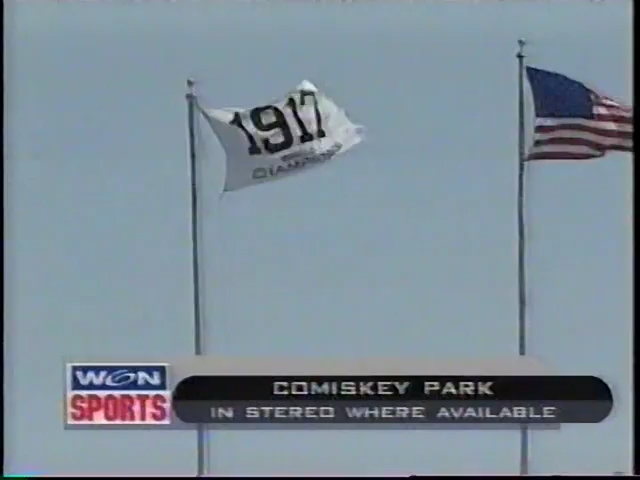 1917
CHAMPIONS
WGN
SPORTS
COMISKEY PARK
IN STEREO WHERE AVAILABLE